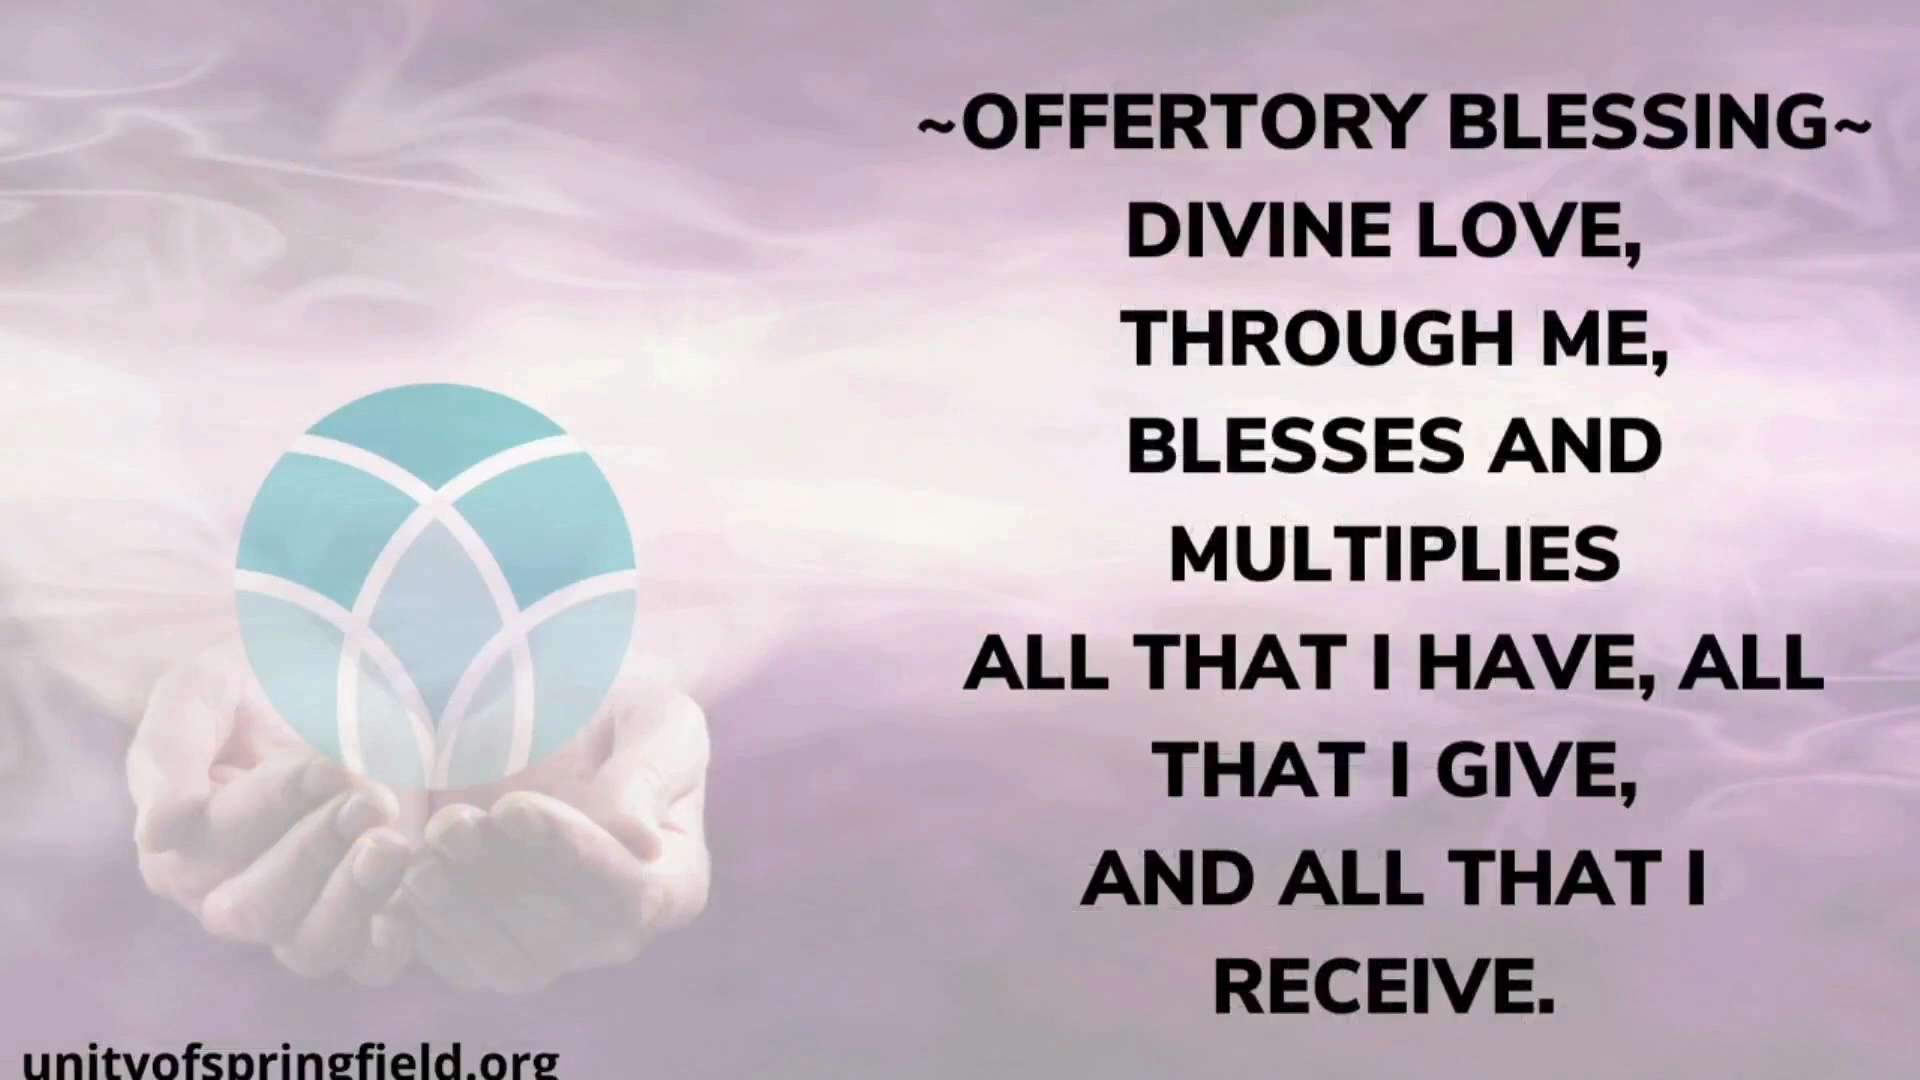 ~OFFERTORY BLESSING~
DIVINE LOVE,
THROUGH ME,
BLESSES AND
MULTIPLIES
ALL THAT I HAVE, ALL
THAT I GIVE,
AND ALL THAT I
RECEIVE.
unityofspringfield.org